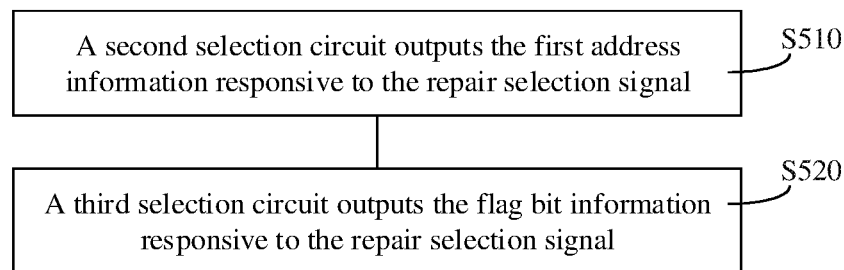 A second selection circuit outputs the first address
information responsive to the repair selection signal
S510
A third selection circuit outputs the flag bit information
responsive to the repair selection signal
S520